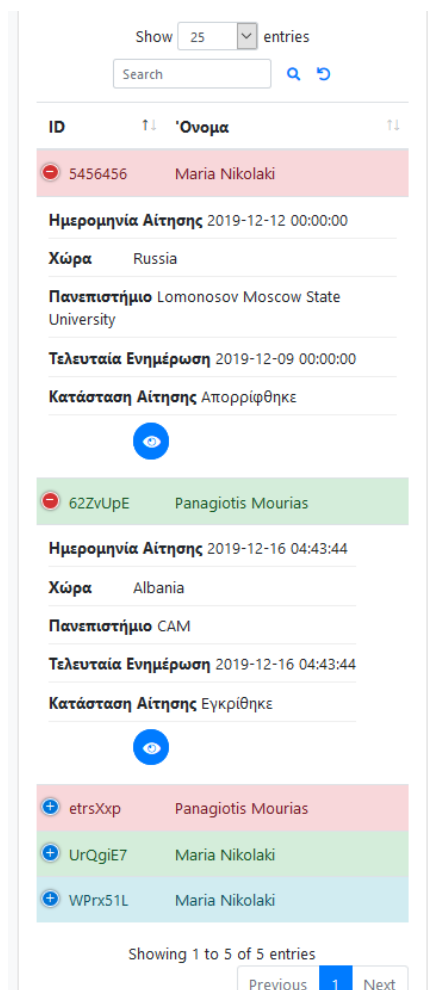 Show 25 entries
Search
ID Όνομα
5456456 Maria Nikolaki
Ημερομηνία Αίτησης 2019-12-12 00:00:00
Χώρα Russia
Πανεπιστήμιο Lomonosov Moscow State
University
Τελευταία Ενημέρωση 2019-12-09 00:00:00
Κατάσταση Αίτησης Απορρίφθηκε
62ZvUpE Panagiotis Mourias
Ημερομηνία Αίτησης 2019-12-16 04:43:44
Χώρα Albania
Πανεπιστήμιο CAM
Τελευταία Ενημέρωση 2019-12-16 04:43:44
Κατάσταση Αίτησης Εγκρίθηκε
etrsXxp Panagiotis Mourias
UrQgiE7 Maria Nikolaki
WPrx51L Maria Nikolaki
Showing 1 to 5 of 5 entries
Previous 1 Next